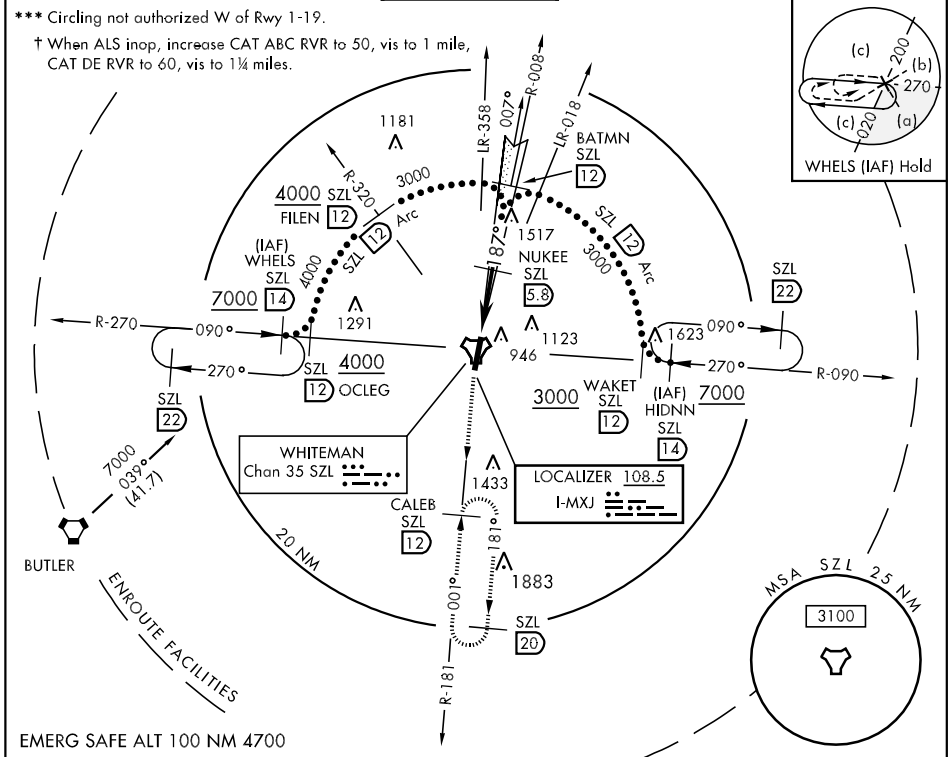 *** Circling not authorized W of Rwy 1-19.
† When ALS inop, increase CAT ABC RVR to 50, vis to 1 mile,
CAT DE RVR to 60, vis to 1¼ miles.
(c)
200
(b)
270
(c)
020
(a)
WHELS (IAF) Hold
1181
R-320
3000
LR-358
007°
R-008
LR-018
BATMN
SZL
12
4000
FILEN
SZL
12
SZL
12
Arc
4000
187°
1517
NUKEE
SZL
5.8
SZL
12
Arc
3000
(IAF)
WHELS
SZL
7000
14
1291
R-270
090°
270°
SZL
22
SZL
12
4000
OCLEG
946
1123
1623
090°
270°
SZL
22
R-090
3000
WAKET
SZL
12
(IAF)
HIDNN
7000
SZL
14
7000
039°
(41.7)
BUTLER
WHITEMAN
Chan 35 SZL
LOCALIZER 108.5
I-MXJ
1433
CALEB
SZL
12
181°
001°
1883
SZL
20
R-181
20 NM
ENROUTE FACILITIES
MSA SZL 25 NM
3100
EMERG SAFE ALT 100 NM 4700